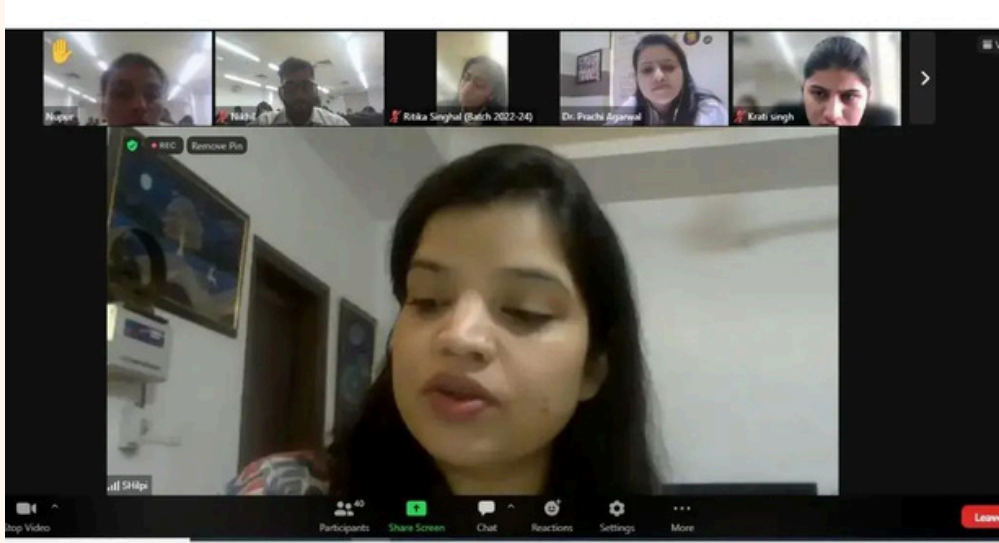 Nupur
Nikhil
Ritika Singhal (Batch 2022-24)
Dr. Prachi Agarwal
Krati singh
REC
Remove Pin
SHilpi
Stop Video
Participants
40
Share Screen
Chat
Reactions
Settings
More
Leave